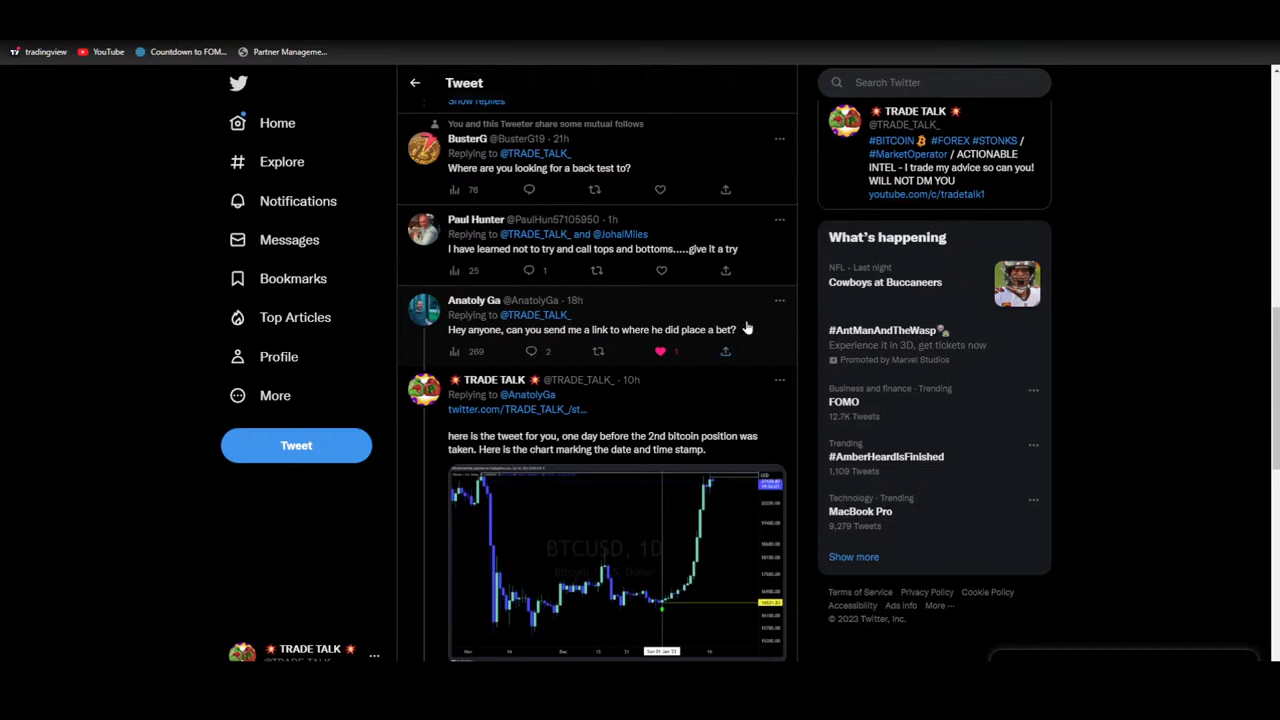 tradingview
YouTube
Countdown to FOM...
Partner Manageme...
Home
Explore
Notifications
Messages
Bookmarks
Top Articles
Profile
More
Tweet
💥 TRADE TALK 💥
Tweet
Show replies
You and this Tweeter share some mutual follows
BusterG @BusterG19 · 21h
Replying to @TRADE_TALK_
Where are you looking for a back test to?
76
Paul Hunter @PaulHun57105950 · 1h
Replying to @TRADE_TALK_ and @JohalMiles
I have learned not to try and call tops and bottoms.....give it a try
25 1
Anatoly Ga @AnatolyGa · 18h
Replying to @TRADE_TALK_
Hey anyone, can you send me a link to where he did place a bet?
269 2 1
💥 TRADE TALK 💥 @TRADE_TALK_ · 10h
Replying to @AnatolyGa
twitter.com/TRADE_TALK_/st...
here is the tweet for you, one day before the 2nd bitcoin position was
taken. Here is the chart marking the date and time stamp.
BTCUSD, 1D
Nov 14 Dec 12 21 Sun 01 Jan '23 16
Search Twitter
💥 TRADE TALK 💥
@TRADE_TALK_
#BITCOIN #FOREX #STONKS /
#MarketOperator / ACTIONABLE
INTEL - I trade my advice so can you!
WILL NOT DM YOU
youtube.com/c/tradetalk1
What's happening
NFL · Last night
Cowboys at Buccaneers
#AntManAndTheWasp
Experience it in 3D, get tickets now
Promoted by Marvel Studios
Business and finance · Trending
FOMO
12.7K Tweets
Trending
#AmberHeardIsFinished
1,109 Tweets
Technology · Trending
MacBook Pro
9,279 Tweets
Show more
Terms of Service Privacy Policy Cookie Policy
Accessibility Ads info More ···
© 2023 Twitter, Inc.